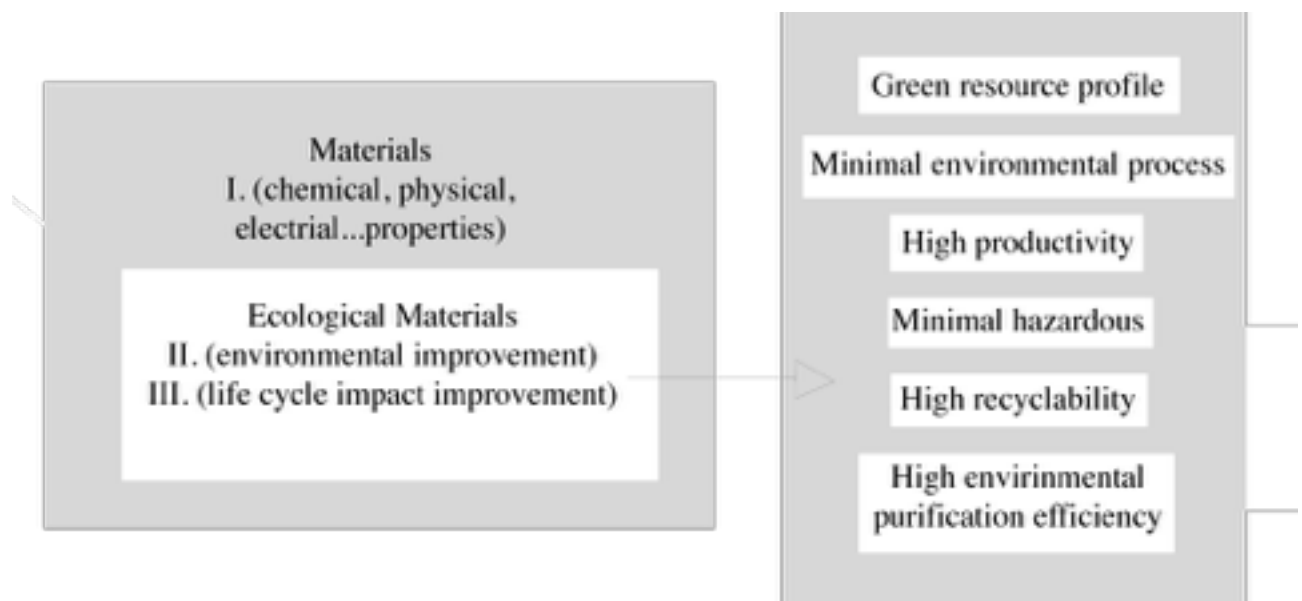 Materials
I. (chemical, physical,
electrial...properties)
Ecological Materials
II. (environmental improvement)
III. (life cycle impact improvement)
Green resource profile
Minimal environmental process
High productivity
Minimal hazardous
High recyclability
High envirinmental
purification efficiency